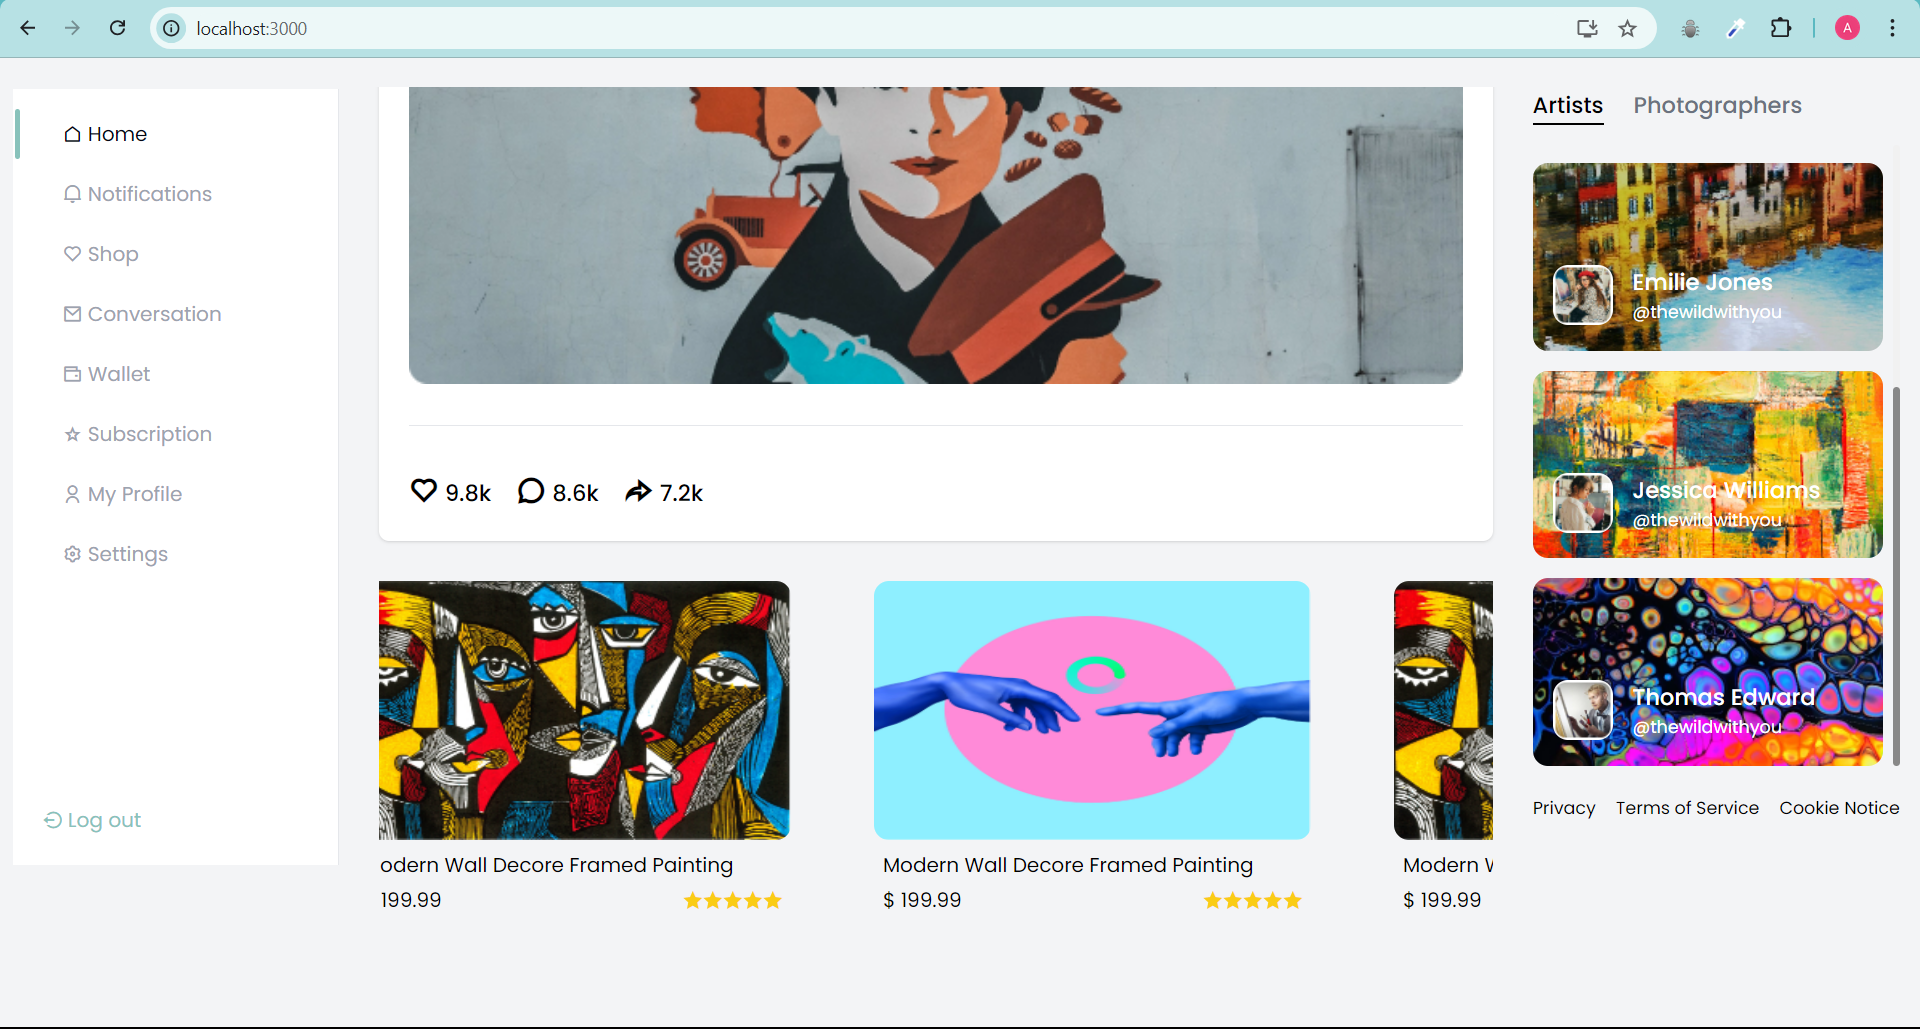 localhost:3000
A
Home
Notifications
Shop
Conversation
Wallet
Subscription
My Profile
Settings
Log out
9.8k 8.6k 7.2k
odern Wall Decore Framed Painting
199.99
Modern Wall Decore Framed Painting
$ 199.99
Modern
$ 199.99
Artists Photographers
Emilie Jones
@thewildwithyou
Jessica Williams
@thewildwithyou
Thomas Edward
@thewildwithyou
Privacy Terms of Service Cookie Notice